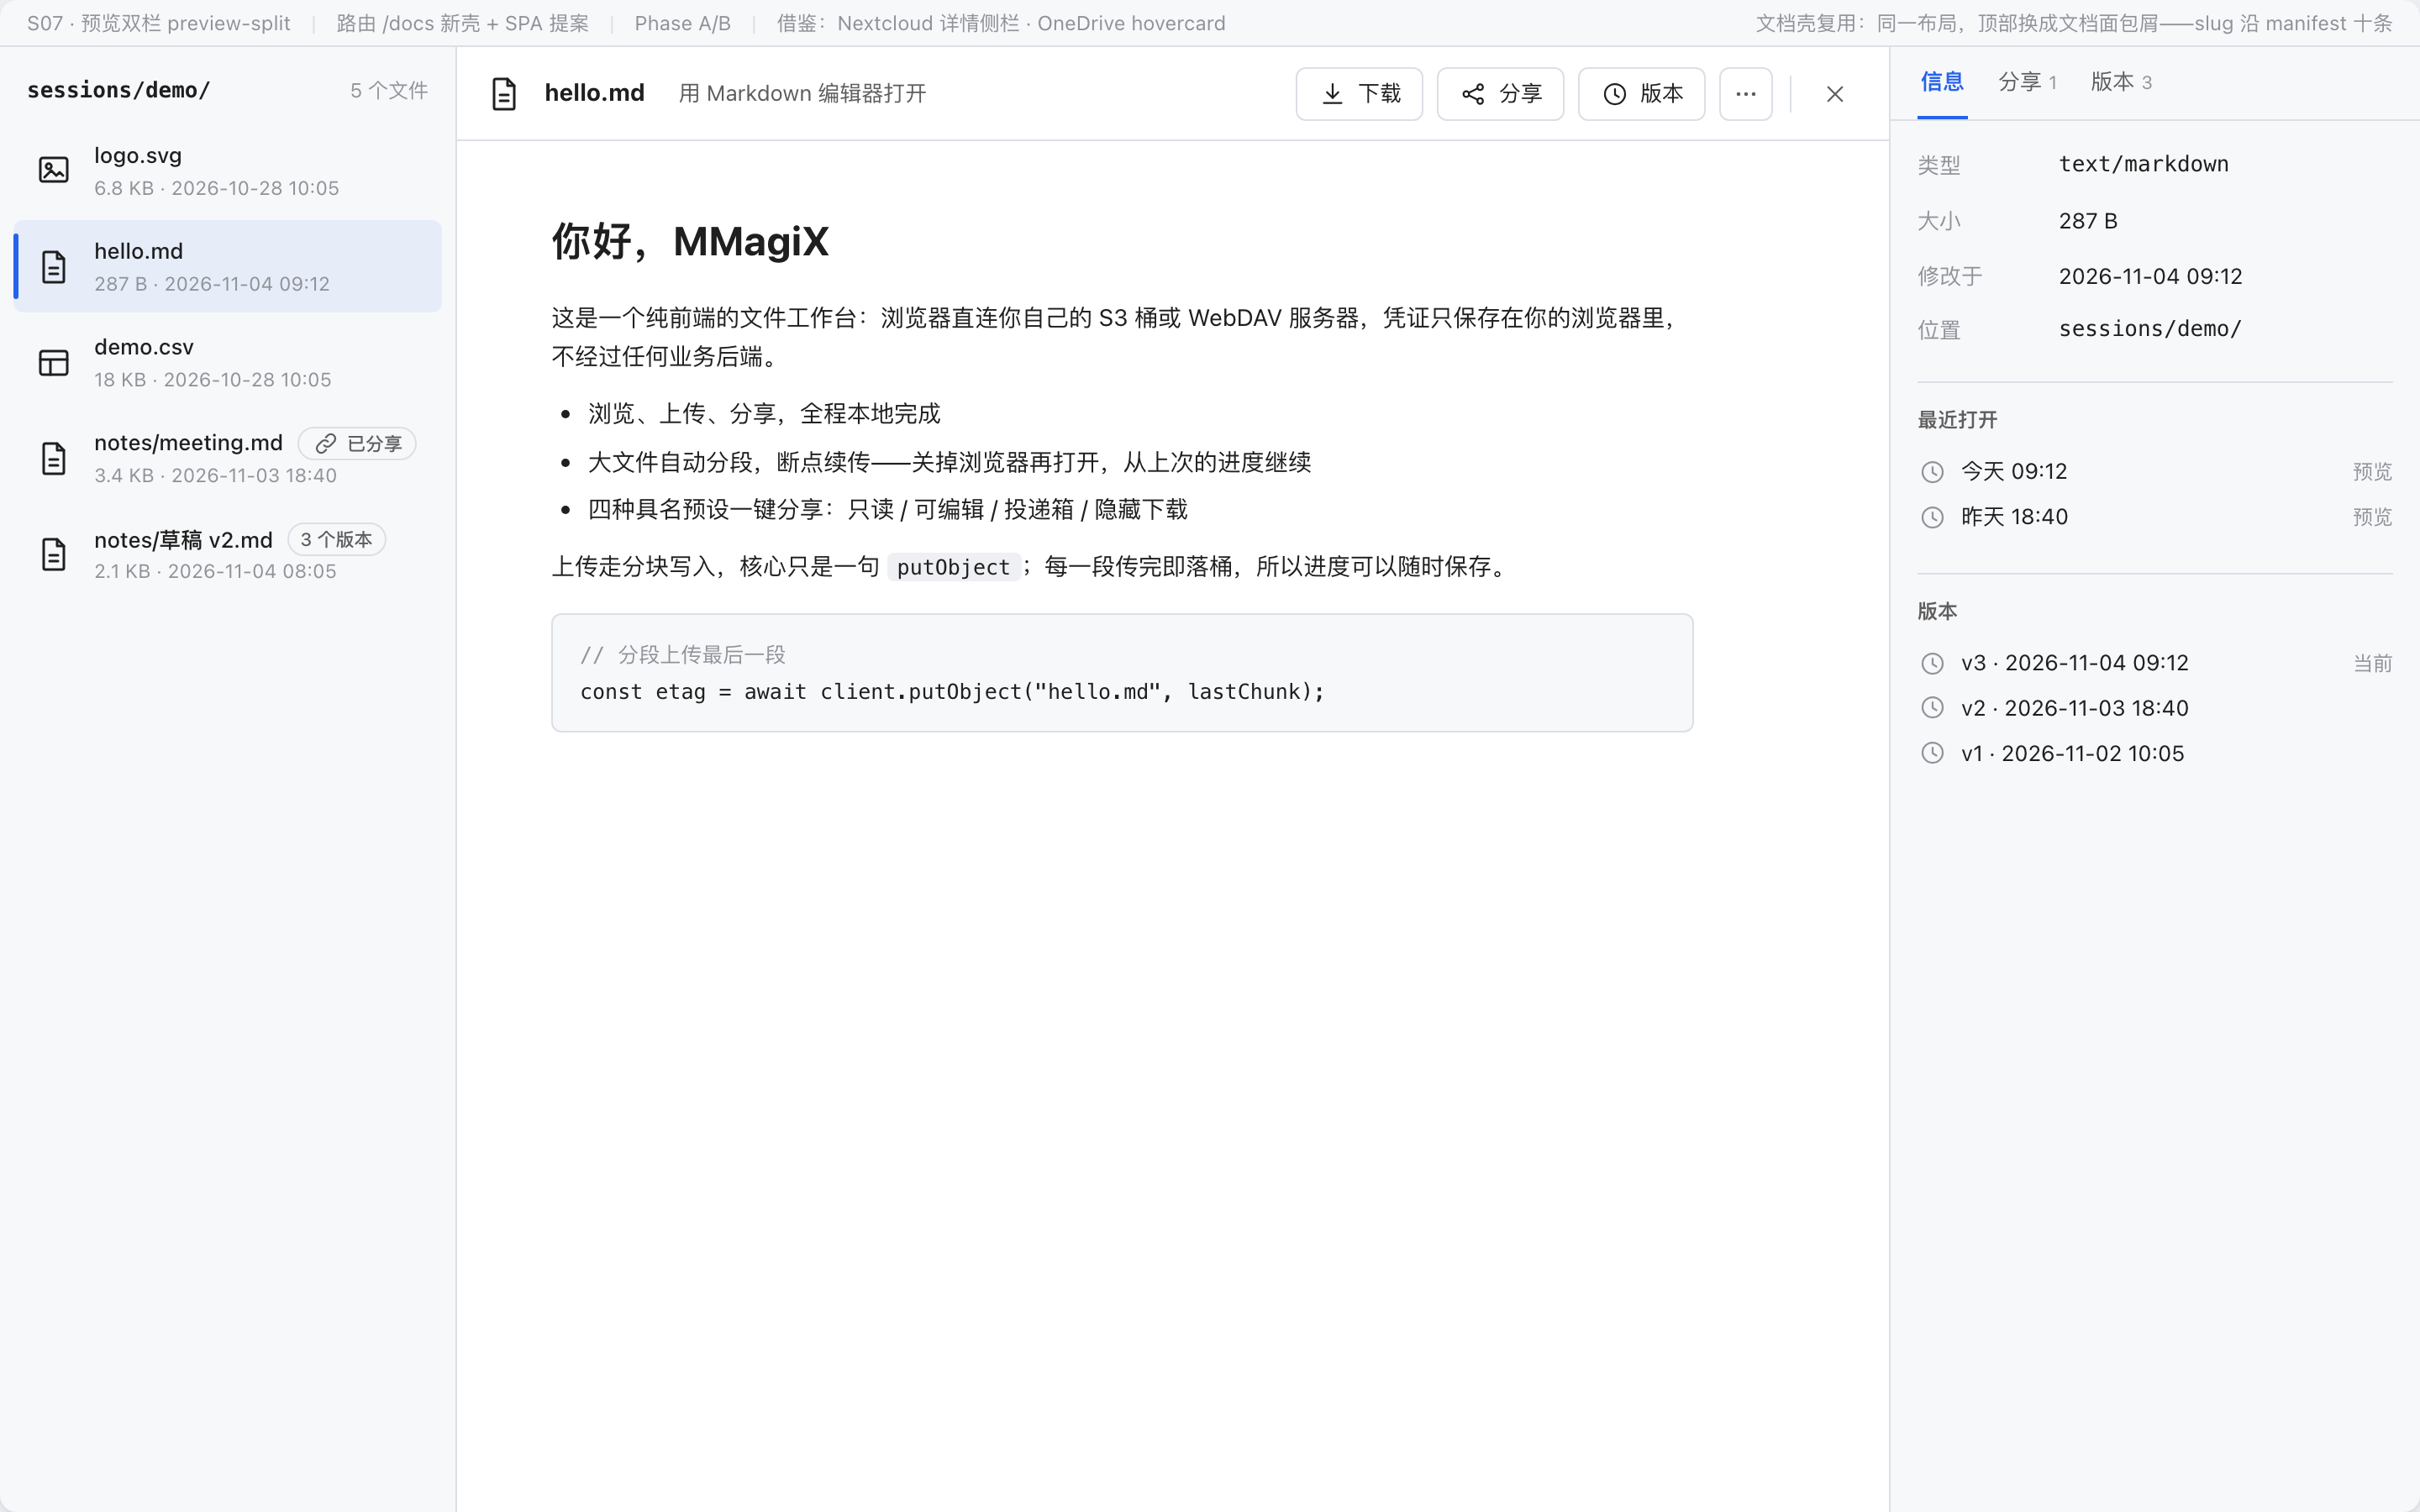 S07 · 预览双栏 preview-split | 路由 /docs 新壳 + SPA 提案 | Phase A/B | 借鉴：Nextcloud 详情侧栏 · OneDrive hovercard
文档壳复用：同一布局，顶部换成文档面包屑——slug 沿 manifest 十条
sessions/demo/ 5 个文件
logo.svg
6.8 KB · 2026-10-28 10:05
hello.md
287 B · 2026-11-04 09:12
demo.csv
18 KB · 2026-10-28 10:05
notes/meeting.md 已分享
3.4 KB · 2026-11-03 18:40
notes/草稿 v2.md 3 个版本
2.1 KB · 2026-11-04 08:05
hello.md 用 Markdown 编辑器打开 下载 分享 版本
你好，MMagiX
这是一个纯前端的文件工作台：浏览器直连你自己的 S3 桶或 WebDAV 服务器，凭证只保存在你的浏览器里，
不经过任何业务后端。
• 浏览、上传、分享，全程本地完成
• 大文件自动分段，断点续传——关掉浏览器再打开，从上次的进度继续
• 四种具名预设一键分享：只读 / 可编辑 / 投递箱 / 隐藏下载
上传走分块写入，核心只是一句 putObject；每一段传完即落桶，所以进度可以随时保存。
// 分段上传最后一段
const etag = await client.putObject("hello.md", lastChunk);
信息 分享 1 版本 3
类型 text/markdown
大小 287 B
修改于 2026-11-04 09:12
位置 sessions/demo/
最近打开
今天 09:12 预览
昨天 18:40 预览
版本
v3 · 2026-11-04 09:12 当前
v2 · 2026-11-03 18:40
v1 · 2026-11-02 10:05